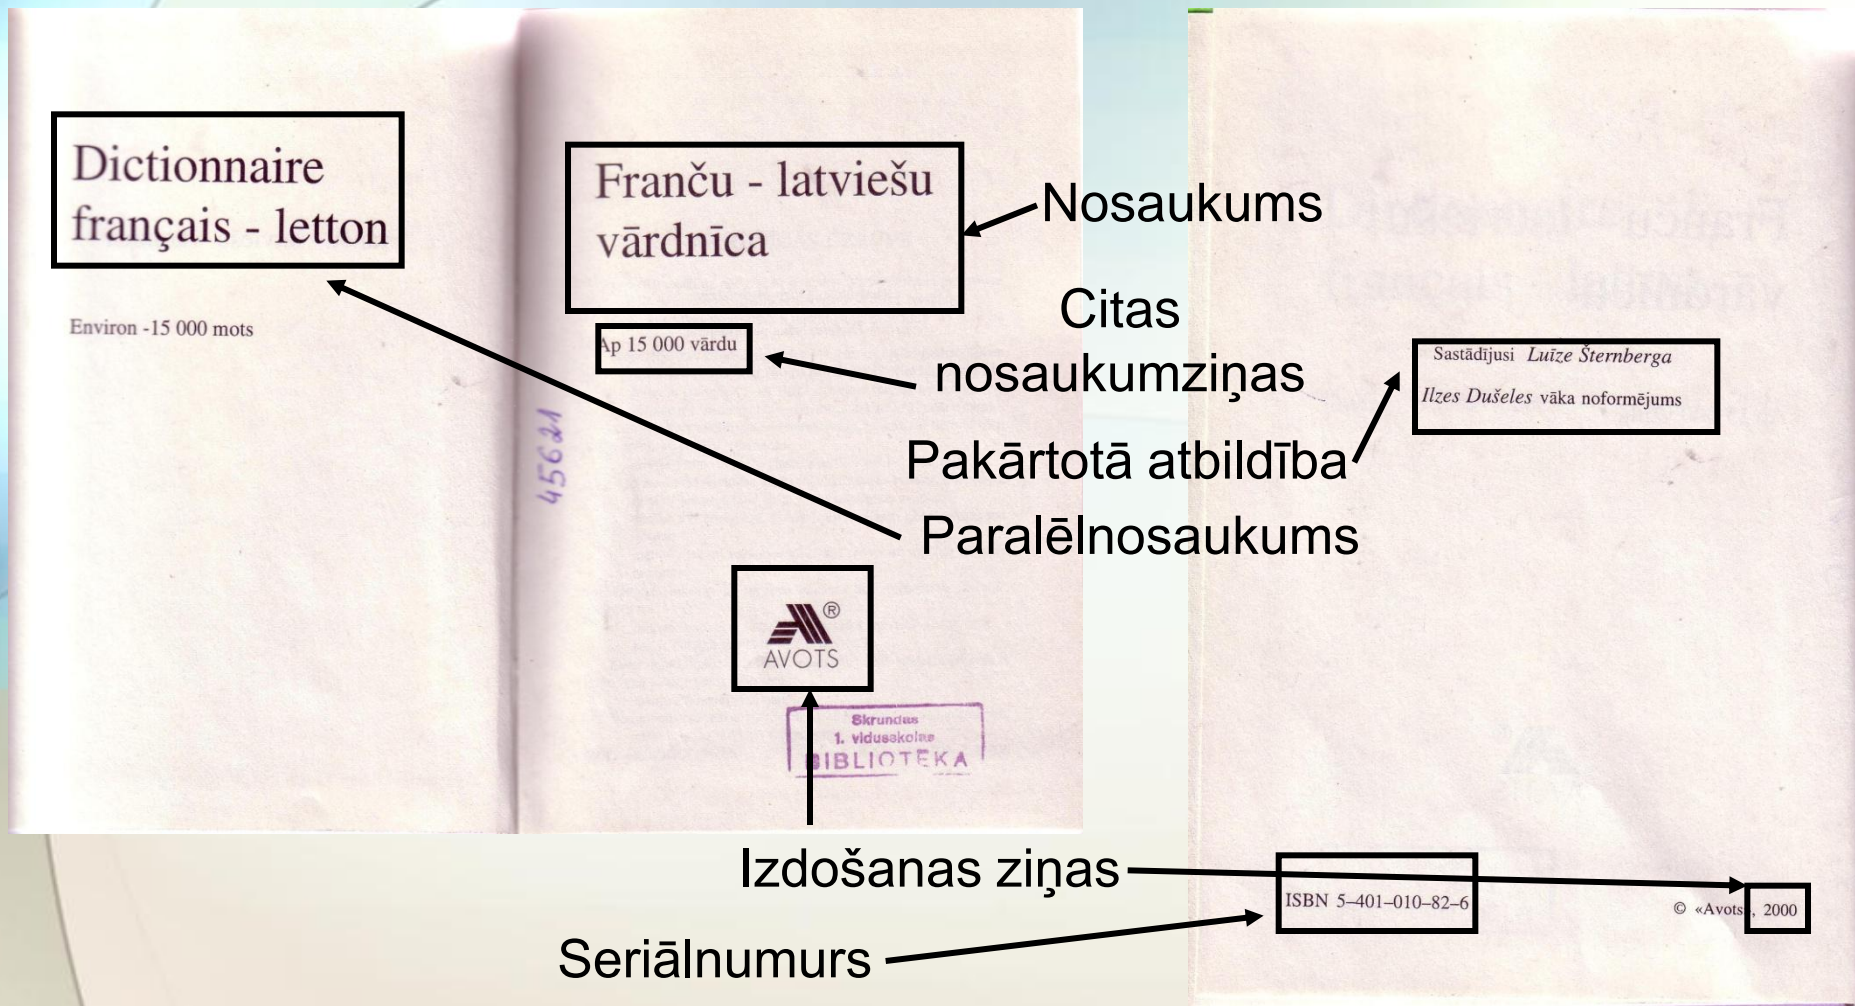 Dictionnaire
français - letton
Environ -15 000 mots
Franču - latviešu
vārdnīca
Ap 15 000 vārdu
45621
®
AVOTS
Skrundas
1. vidusskolas
BIBLIOTĒKA
Nosaukums
Citas
nosaukumziņas
Pakārtotā atbildība
Paralēlnosaukums
Izdošanas ziņas
Seriālnumurs
Sastādījusi Luīze Šternberga
Ilzes Dušeles vāka noformējums
ISBN 5–401–010–82–6
© «Avots», 2000